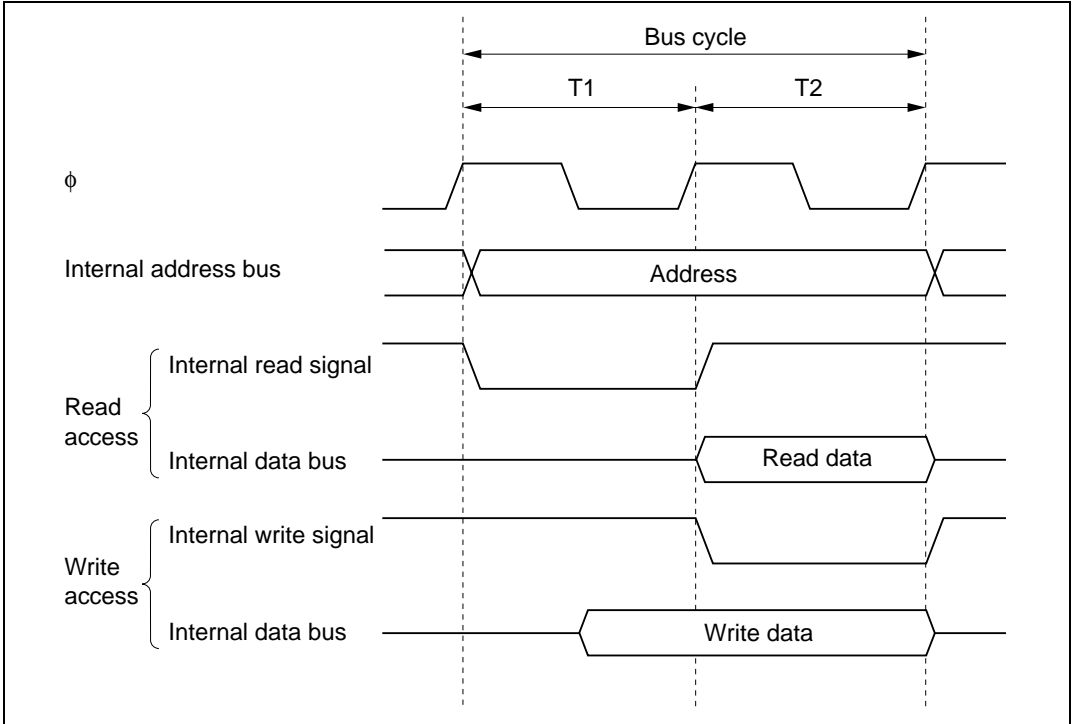 Bus cycle
T1 T2
φ
Internal address bus Address
Internal read signal
Read
access
Internal data bus Read data
Internal write signal
Write
access
Internal data bus Write data